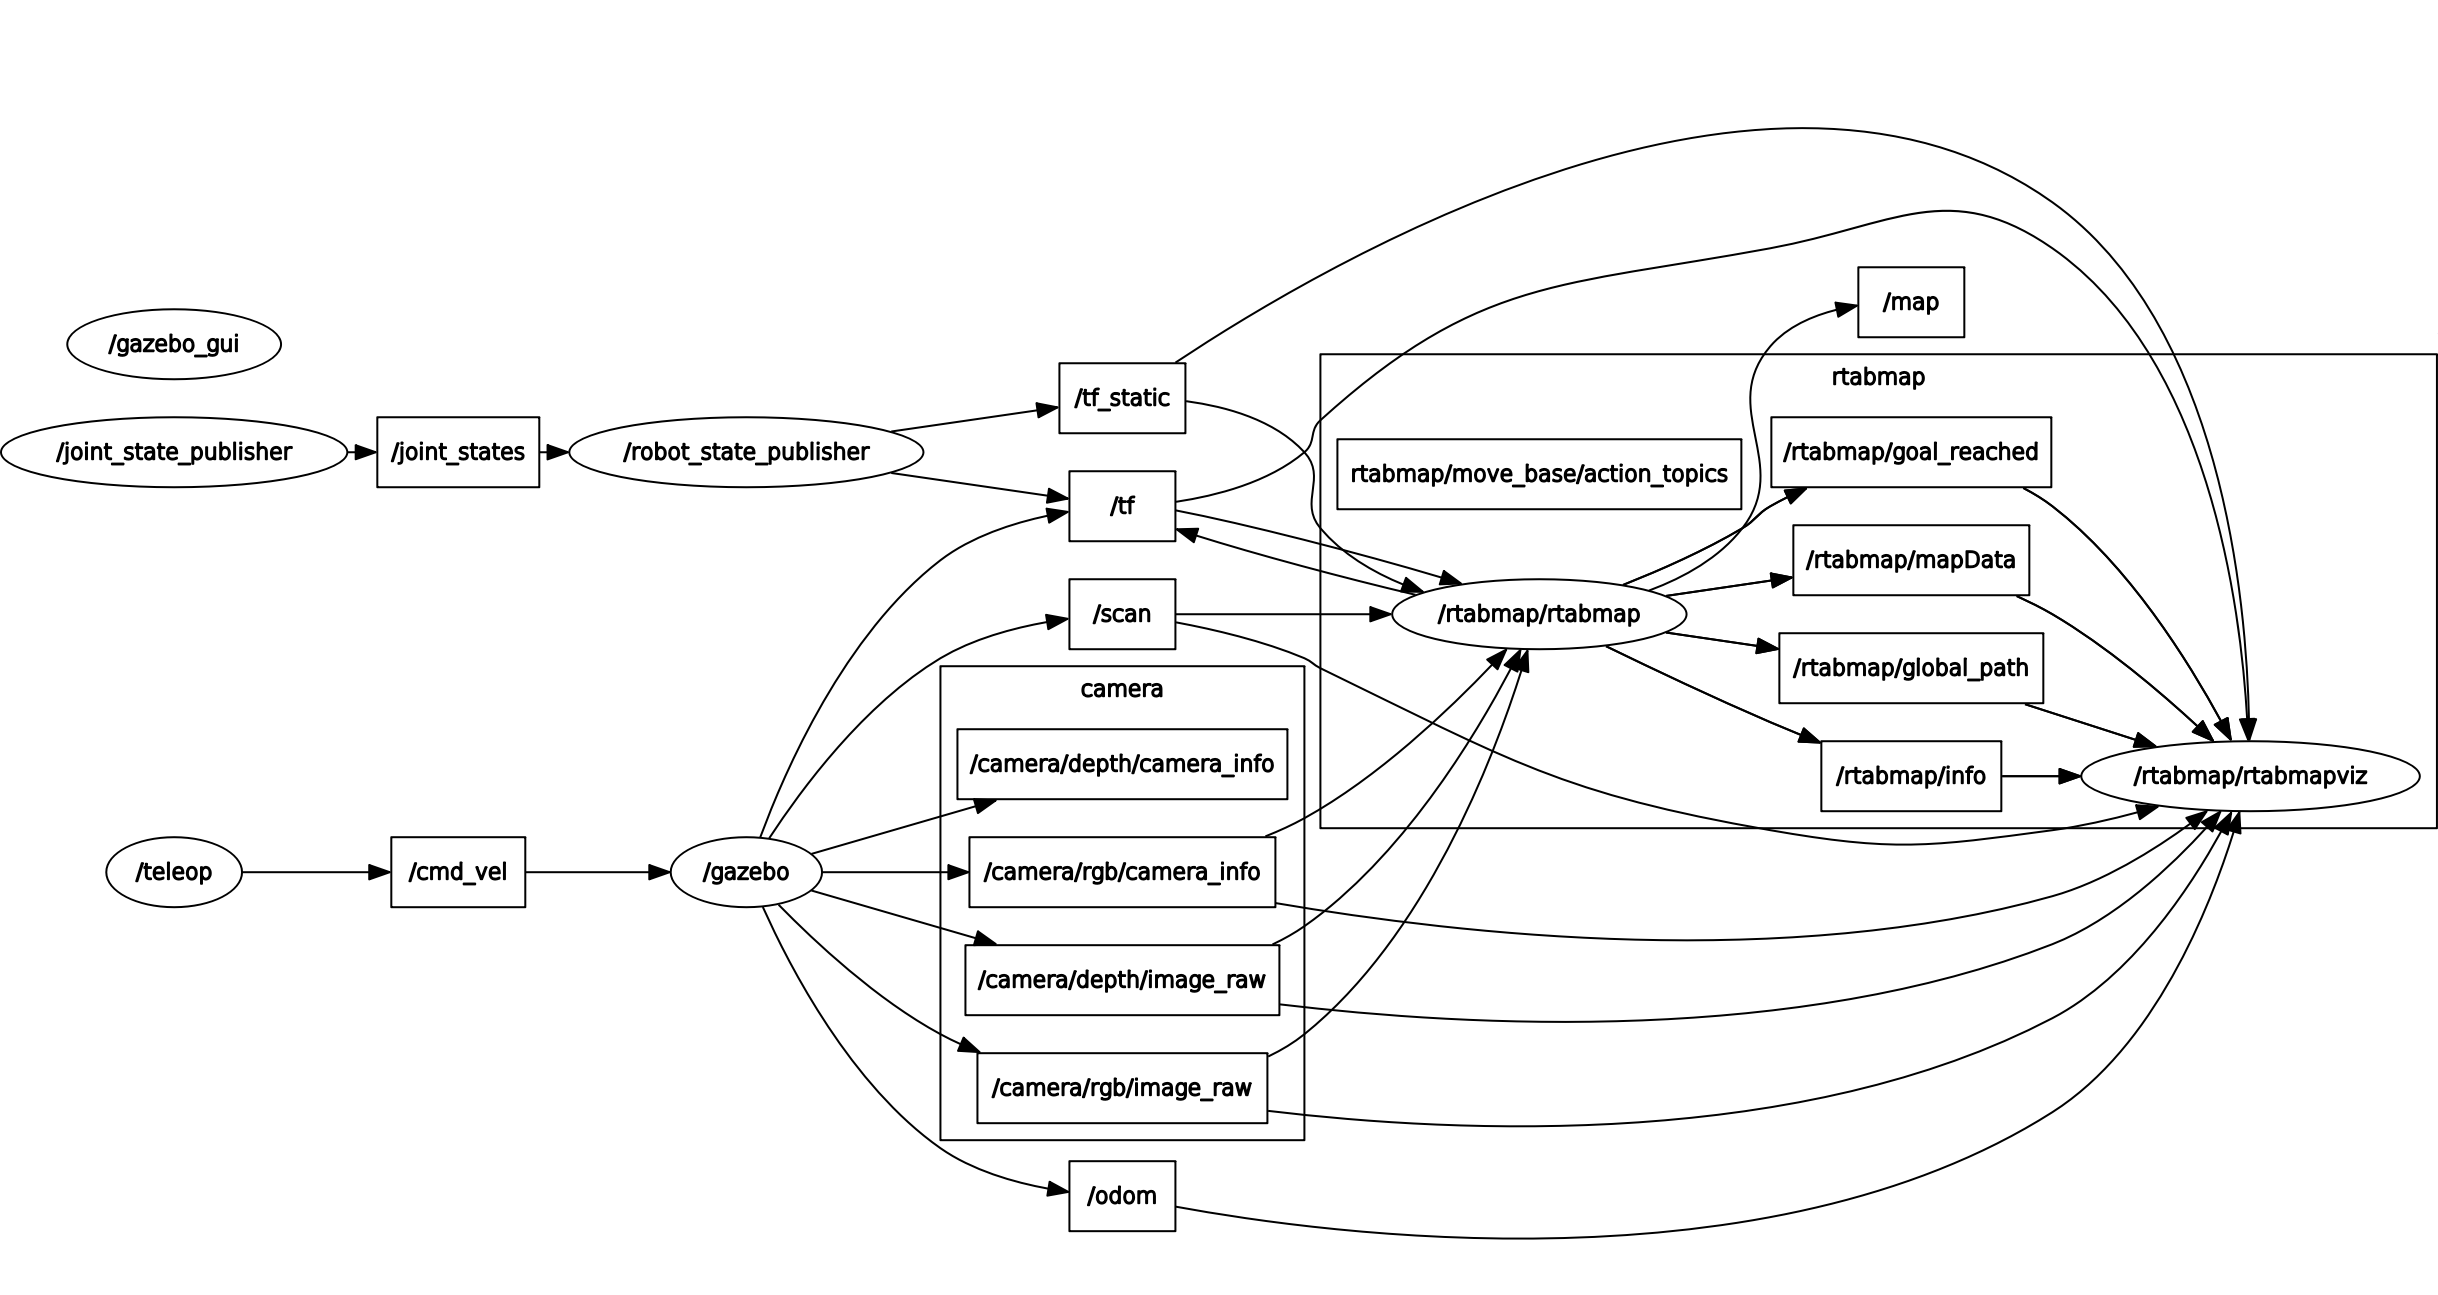 /gazebo_gui
/joint_state_publisher
/joint_states
/robot_state_publisher
/teleop
/cmd_vel
/gazebo
/tf_static
/tf
/scan
camera
/camera/depth/camera_info
/camera/rgb/camera_info
/camera/depth/image_raw
/camera/rgb/image_raw
/odom
/map
rtabmap
rtabmap/move_base/action_topics
/rtabmap/rtabmap
/rtabmap/goal_reached
/rtabmap/mapData
/rtabmap/global_path
/rtabmap/info
/rtabmap/rtabmapviz